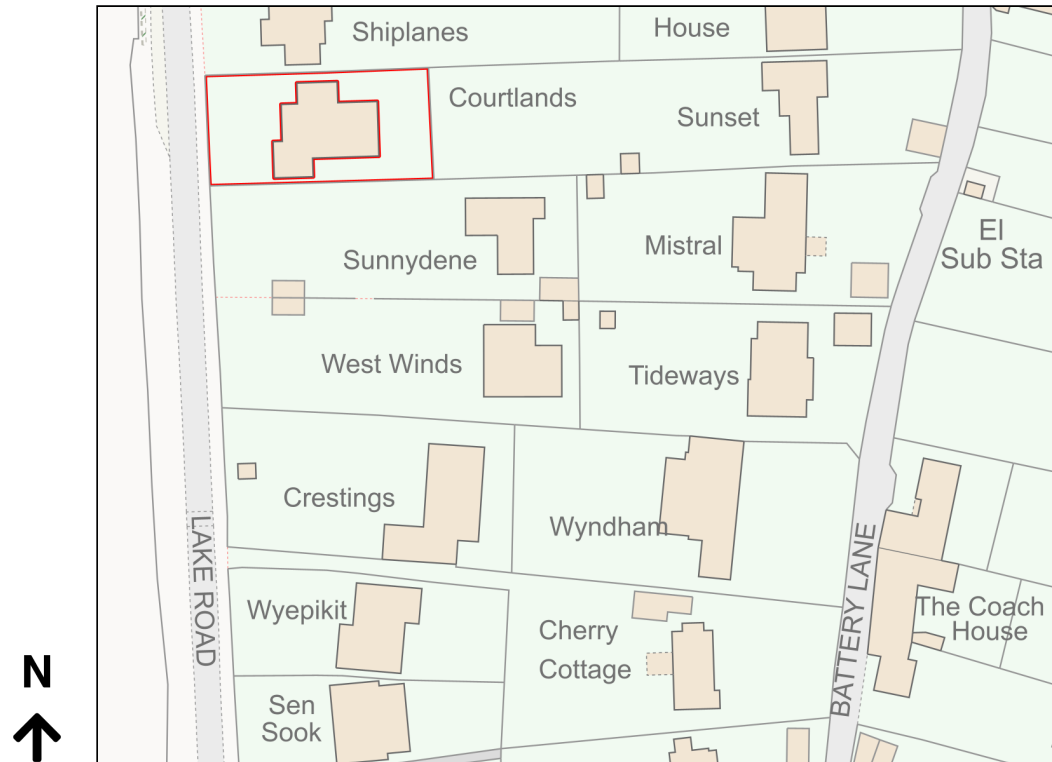 Shiplanes
House
Courtlands
Sunset
El
Sub Sta
Mistral
Sunnydene
West Winds
Tideways
Crestings
Wyndham
LAKE ROAD
BATTERY LANE
Wyepikit
The Coach
House
Cherry
Cottage
N
Sen
Sook